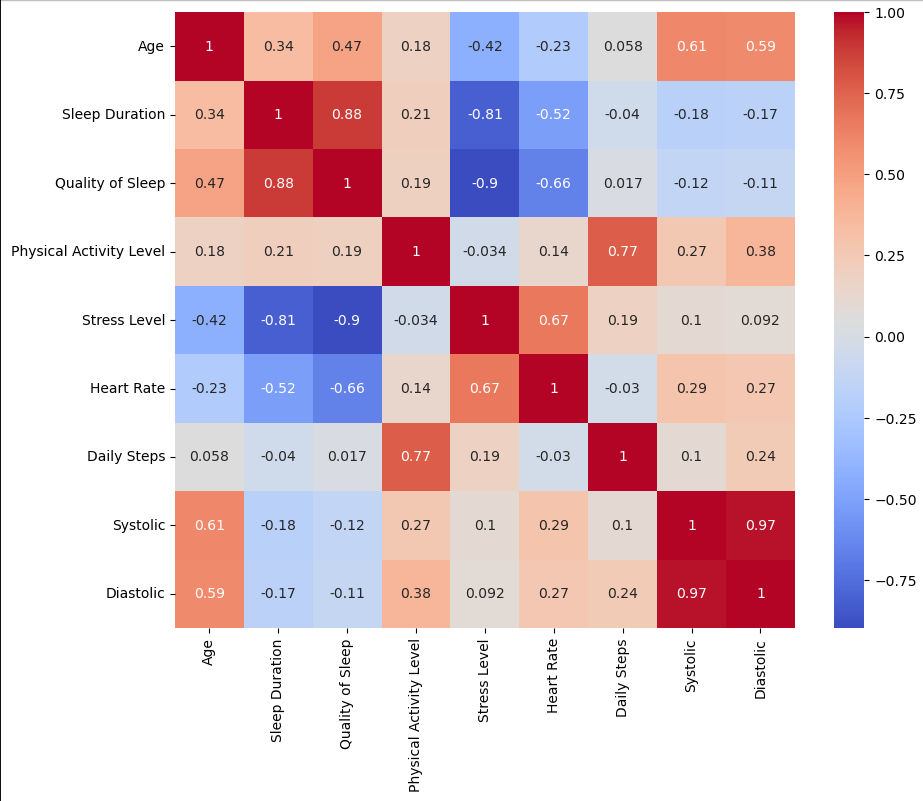 Age 1 0.34 0.47 0.18 -0.42 -0.23 0.058 0.61 0.59
Sleep Duration 0.34 1 0.88 0.21 -0.81 -0.52 -0.04 -0.18 -0.17
Quality of Sleep 0.47 0.88 1 0.19 -0.9 -0.66 0.017 -0.12 -0.11
Physical Activity Level 0.18 0.21 0.19 1 -0.034 0.14 0.77 0.27 0.38
Stress Level -0.42 -0.81 -0.9 -0.034 1 0.67 0.19 0.1 0.092
Heart Rate -0.23 -0.52 -0.66 0.14 0.67 1 -0.03 0.29 0.27
Daily Steps 0.058 -0.04 0.017 0.77 0.19 -0.03 1 0.1 0.24
Systolic 0.61 -0.18 -0.12 0.27 0.1 0.29 0.1 1 0.97
Diastolic 0.59 -0.17 -0.11 0.38 0.092 0.27 0.24 0.97 1
Age
Sleep Duration
Quality of Sleep
Physical Activity Level
Stress Level
Heart Rate
Daily Steps
Systolic
Diastolic
1.00
0.75
0.50
0.25
0.00
−0.25
−0.50
−0.75